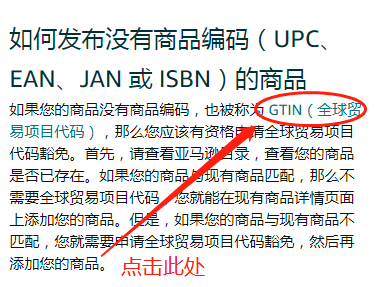 如何发布没有商品编码（UPC、
EAN、JAN 或 ISBN）的商品
如果您的商品没有商品编码，也被称为 GTIN（全球贸
易项目代码），那么您应该有资格申请全球贸易项目
代码豁免。首先，请查看亚马逊目录，查看您的商品
是否已存在。如果您的商品与现有商品匹配，那么不
需要全球贸易项目代码，您就能在现有商品详情页面
上添加您的商品。但是，如果您的商品与现有商品不
匹配，您就需要申请全球贸易项目代码豁免，然后再
添加您的商品。
点击此处